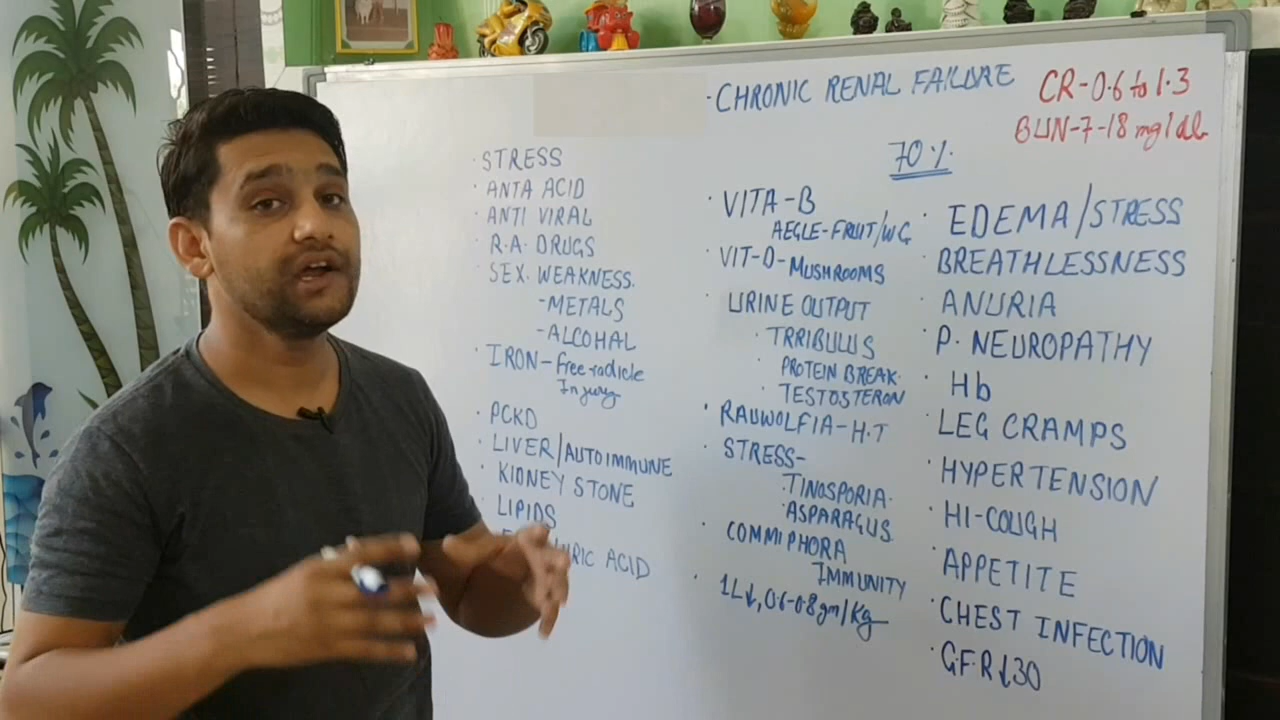 ·CHRONIC RENAL FAILURE
CR-0.6 to 1.3
BUN-7-18 mg/dL
70%
·STRESS
·ANTA ACID
·ANTI VIRAL
·R.A. DRUGS
·SEX. WEAKNESS.
-METALS
-ALCOHAL
·IRON-free-radicle
Injury
·PCKD
·LIVER/AUTOIMMUNE
·KIDNEY STONE
·LIPIDS
URIC ACID
·VITA-B
AEGLE-FRUIT/WG
·VIT-D-MUSHROOMS
·URINE OUTPUT
·TRRIBULUS
·PROTEIN BREAK.
·TESTOSTERON
·RAUWOLFIA-H.T
·STRESS-
·TINOSPORIA.
·ASPARAGUS
·COMMIPHORA
IMMUNITY
·1L↓, 0.6-0.8gm/Kg
·EDEMA/STRESS
·BREATHLESSNESS
·ANURIA
·P. NEUROPATHY
·Hb
·LEG CRAMPS
·HYPERTENSION
·HI-COUGH
·APPETITE
·CHEST INFECTION
·G.F.R↓30